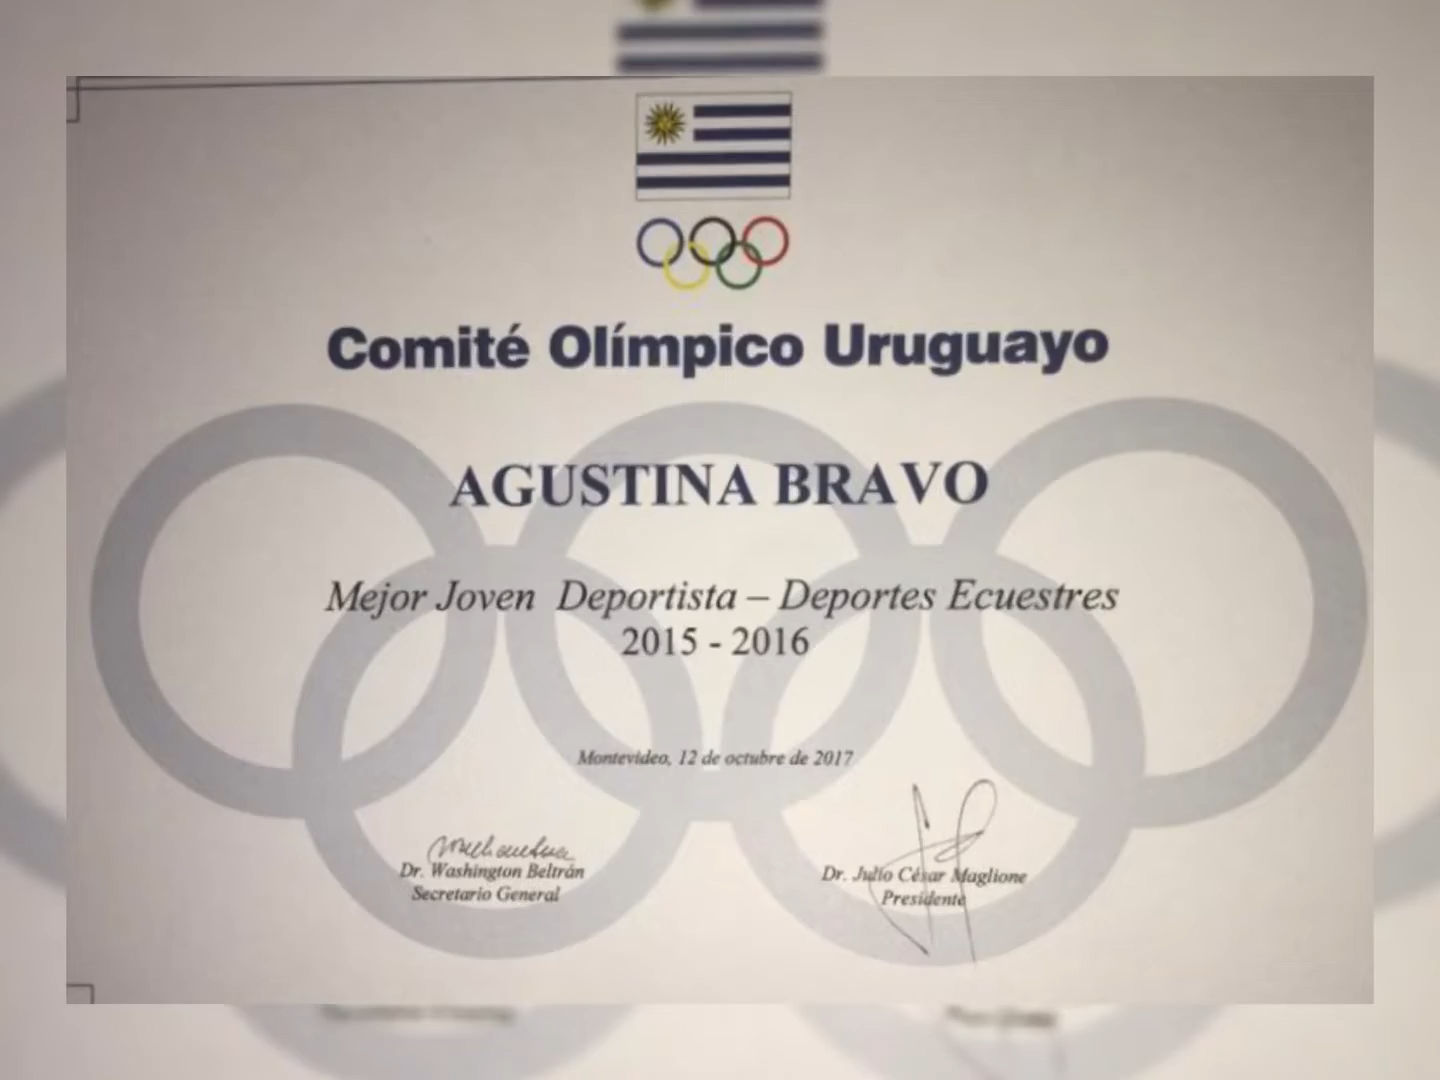 Comité Olímpico Uruguayo
AGUSTINA BRAVO
Mejor Joven Deportista – Deportes Ecuestres
2015 - 2016
Montevideo, 12 de octubre de 2017
Dr. Washington Beltrán
Secretario General
Dr. Julio César Maglione
Presidente